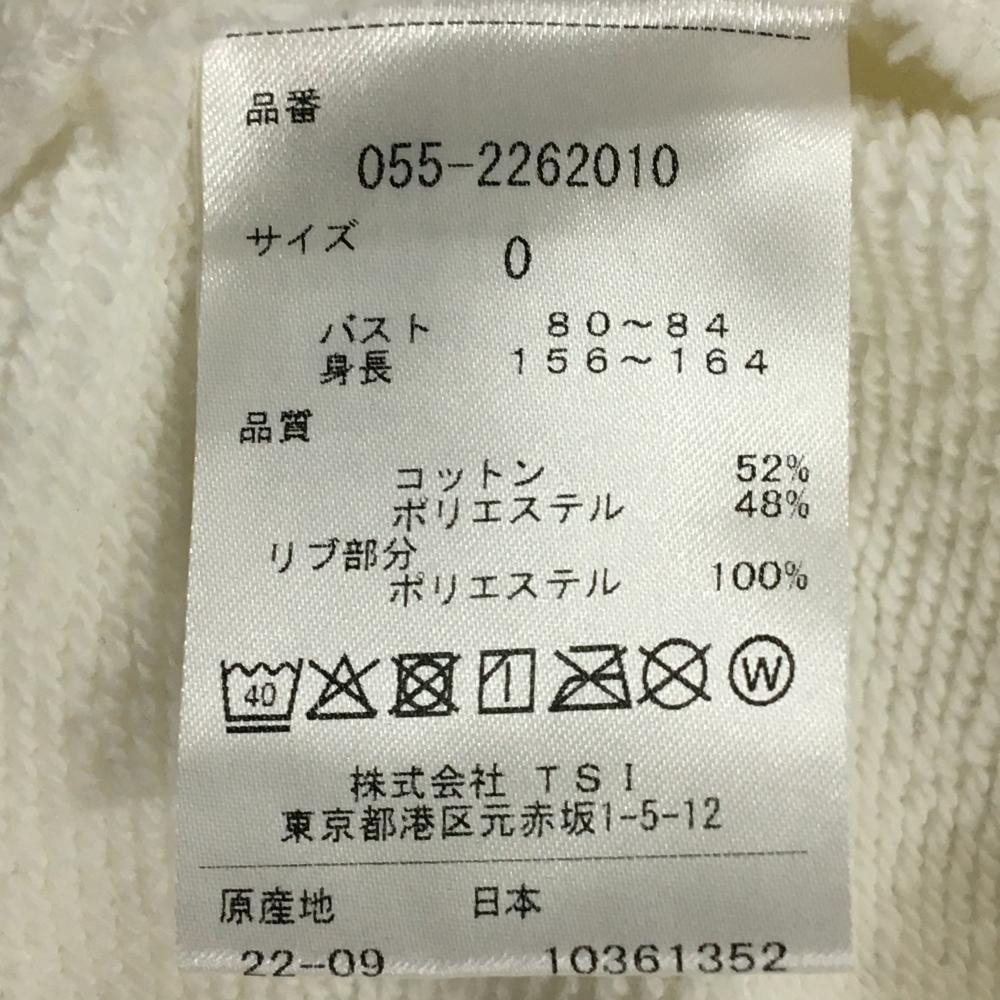 品番
055-2262010
サイズ 0
バスト 80～84
身長 156～164
品質
コットン 52%
ポリエステル 48%
リブ部分
ポリエステル 100%
40 W
株式会社 TSI
東京都港区元赤坂1-5-12
原産地 日本
22-09 10361352